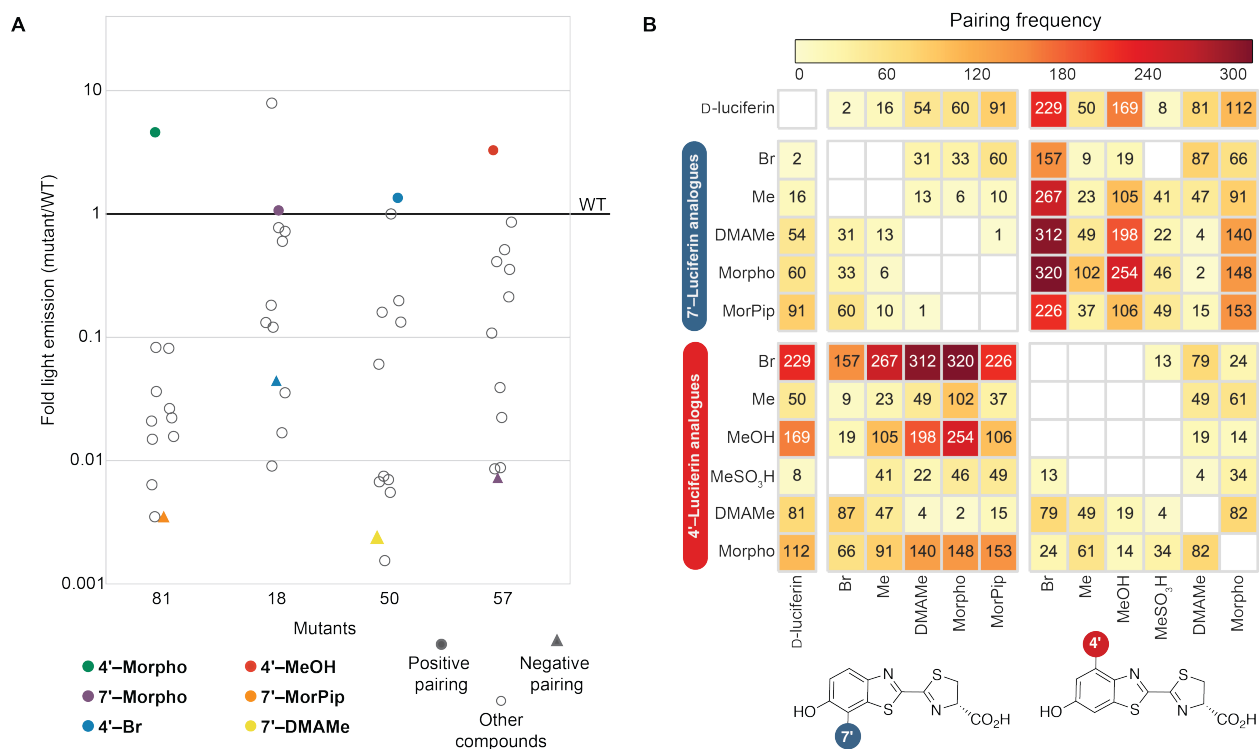 A
Fold light emission (mutant/WT)
10
1
0.1
0.01
0.001
WT
81 18 50 57
Mutants
4'–Morpho
7'–Morpho
4'–Br
4'–MeOH
7'–MorPip
7'–DMAMe
Positive
pairing
Negative
pairing
Other
compounds
B
Pairing frequency
0 60 120 180 240 300
D-luciferin 2 16 54 60 91 229 50 169 8 81 112
7'–Luciferin analogues
Br 2 31 33 60 157 9 19 87 66
Me 16 13 6 10 267 23 105 41 47 91
DMAMe 54 31 13 1 312 49 198 22 4 140
Morpho 60 33 6 320 102 254 46 2 148
MorPip 91 60 10 1 226 37 106 49 15 153
4'–Luciferin analogues
Br 229 157 267 312 320 226 13 79 24
Me 50 9 23 49 102 37 49 61
MeOH 169 19 105 198 254 106 19 14
MeSO3H 8 41 22 46 49 13 4 34
DMAMe 81 87 47 4 2 15 79 49 19 4 82
Morpho 112 66 91 140 148 153 24 61 14 34 82
D-luciferin
Br
Me
DMAMe
Morpho
MorPip
Br
Me
MeOH
MeSO3H
DMAMe
Morpho
N S
HO S N CO2H
7'
4'
N S
HO S N CO2H